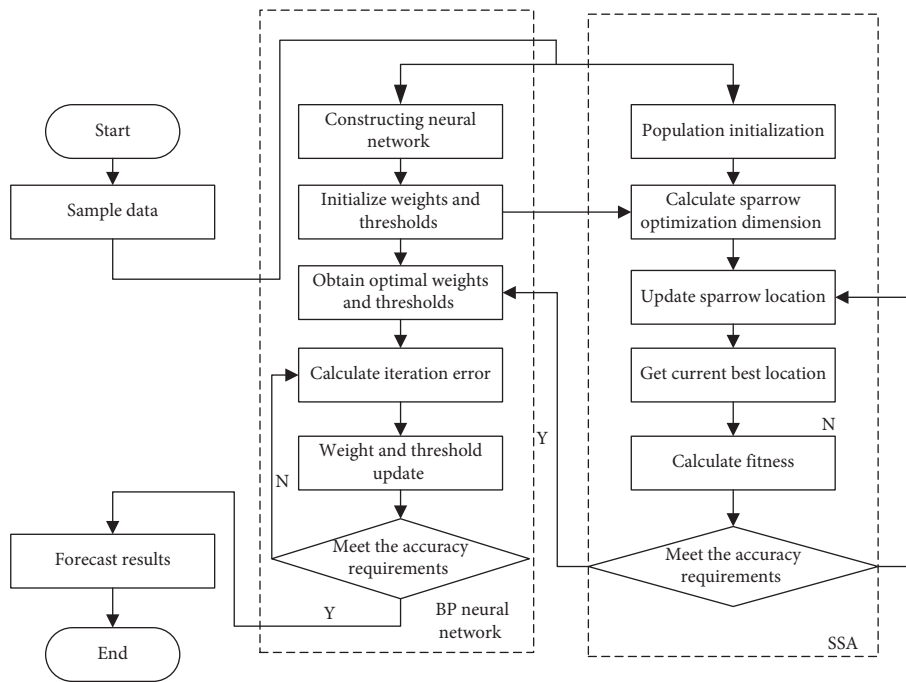 Start
Sample data
Forecast results
End
Constructing neural
network
Initialize weights and
thresholds
Obtain optimal weights
and thresholds
Calculate iteration error
Weight and threshold
update
N
Meet the accuracy
requirements
Y
BP neural
network
Y
Population initialization
Calculate sparrow
optimization dimension
Update sparrow location
Get current best location
N
Calculate fitness
Meet the accuracy
requirements
SSA